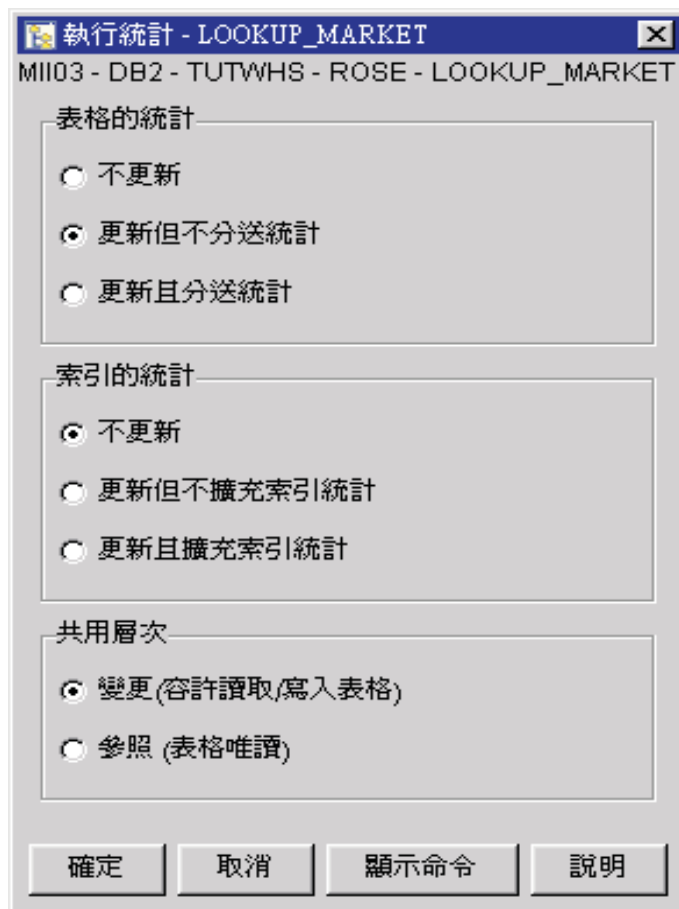 執行統計 - LOOKUP_MARKET
MII03 - DB2 - TUTWHS - ROSE - LOOKUP_MARKET
表格的統計
不更新
更新但不分送統計
更新且分送統計
索引的統計
不更新
更新但不擴充索引統計
更新且擴充索引統計
共用層次
變更(容許讀取/寫入表格)
參照 (表格唯讀)
確定 取消 顯示命令 說明